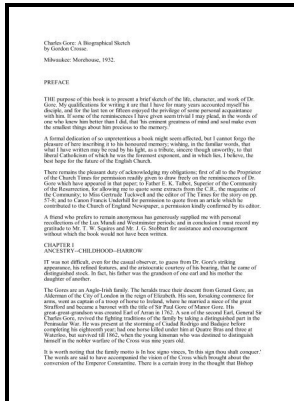 Charles Gore: A Biographical Sketch
by Gordon Crosse.
Milwaukee: Morehouse, 1932.
PREFACE
THE purpose of this book is to present a brief sketch of the life, character, and work of Dr.
Gore. My qualifications for writing it are that I have for many years accounted myself his
disciple, and for the last ten or fifteen enjoyed the privilege of some personal acquaintance
with him. If some of the reminiscences I have given seem trivial I may plead, in the words of
one who knew him better than I did, that 'his eminent greatness of mind and soul make even
the smallest things about him precious to the memory.'
A formal dedication of so unpretentious a book might seem affected, but I cannot forgo the
pleasure of here inscribing it to his honoured memory; wishing, in the familiar words, that
what I have written may be read by his light, as a tribute, sincere though unworthy, to that
liberal Catholicism of which he was the foremost exponent, and in which lies, I believe, the
best hope for the future of the English Church.
There remains the pleasant duty of acknowledging my obligations; first of all to the Proprietor
of the Church Times for permission readily given to draw freely on the reminiscences of Dr.
Gore which have appeared in that paper; to Father E. K. Talbot, Superior of the Community
of the Resurrection, for allowing me to quote some extracts from the C.R., the magazine of
the Community; to Miss Gertrude Tuckwell and the editor of The Times for the story on pp.
57-8; and to Canon Francis Underhill for permission to quote from an article which he
contributed to the Church of England Newspaper, a permission kindly confirmed by its editor.
A friend who prefers to remain anonymous has generously supplied me with personal
recollections of the Lux Mundi and Westminster periods; and in conclusion I must record my
gratitude to Mr. T. W. Squires and Mr. J. G. Stobbart for assistance and encouragement
without which the book would not have been written.
CHAPTER I
ANCESTRY--CHILDHOOD--HARROW
IT was not difficult, even for the casual observer, to guess from Dr. Gore's striking
appearance, his refined features, and the aristocratic courtesy of his bearing, that he came of
distinguished stock. In fact, his father was the grandson of one earl and his mother the
daughter of another.
The Gores are an Anglo-Irish family. The heralds trace their descent from Gerard Gore, an
Alderman of the City of London in the reign of Elizabeth. His son, forsaking commerce for
arms, went as captain of a troop of horse to Ireland, where he married a niece of the great
Strafford and became a baronet with the title of Sir Paul Gore of Manor Gore. His
great-great-grandson was created Earl of Arran in 1762. A son of the second Earl, General Sir
Charles Gore, revived the fighting traditions of the family by taking a distinguished part in the
Peninsular War. He was present at the storming of Ciudad Rodrigo and Badajoz before
completing his eighteenth year; had one horse killed under him at Quatre Bras and three at
Waterloo, but survived till 1862, when the young kinsman who was destined to distinguish
himself in the nobler warfare of the Cross was nine years old.
It is worth noting that the family motto is In hoc signo vinces, 'In this sign thou shalt conquer.'
The words are said to have accompanied the vision of the Cross which brought about the
conversion of the Emperor Constantine. There is a certain irony in the thought that Bishop